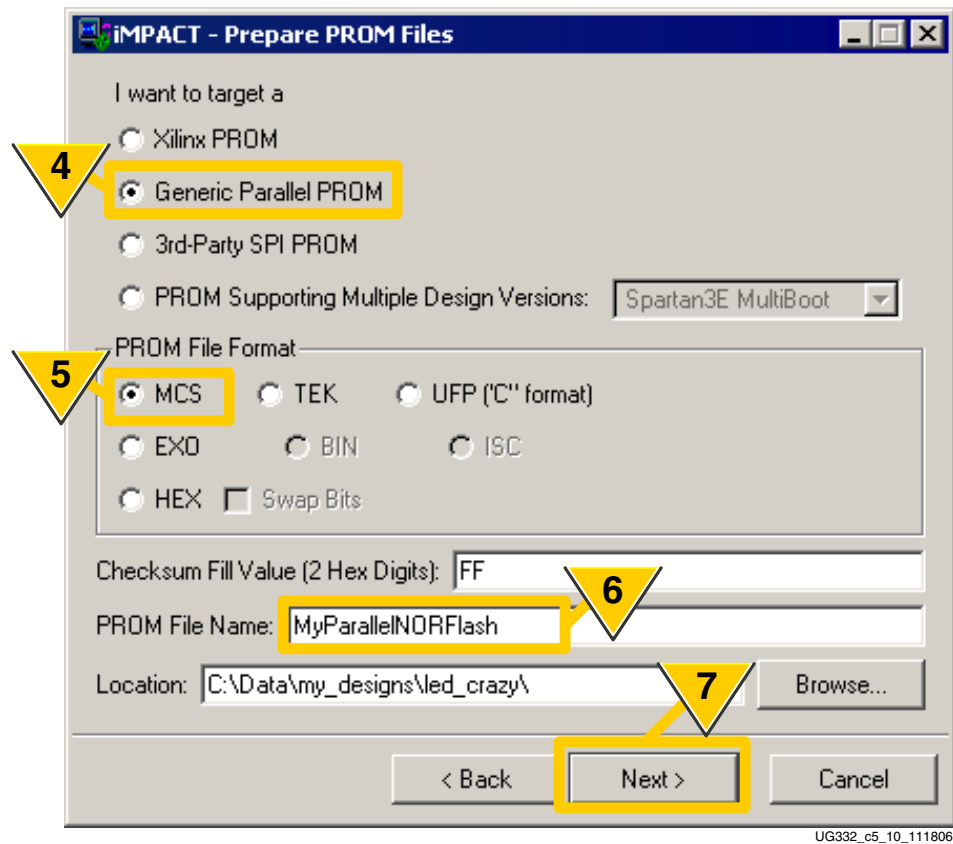 iMPACT - Prepare PROM Files
I want to target a
Xilinx PROM
4
Generic Parallel PROM
3rd-Party SPI PROM
PROM Supporting Multiple Design Versions: Spartan3E MultiBoot
PROM File Format
5
MCS TEK UFP ("C" format)
EXO BIN ISC
HEX Swap Bits
Checksum Fill Value (2 Hex Digits): FF
6
PROM File Name: MyParallelNORFlash
Location: C:\Data\my_designs\led_crazy\ 7 Browse...
< Back Next > Cancel
UG332_c5_10_111806